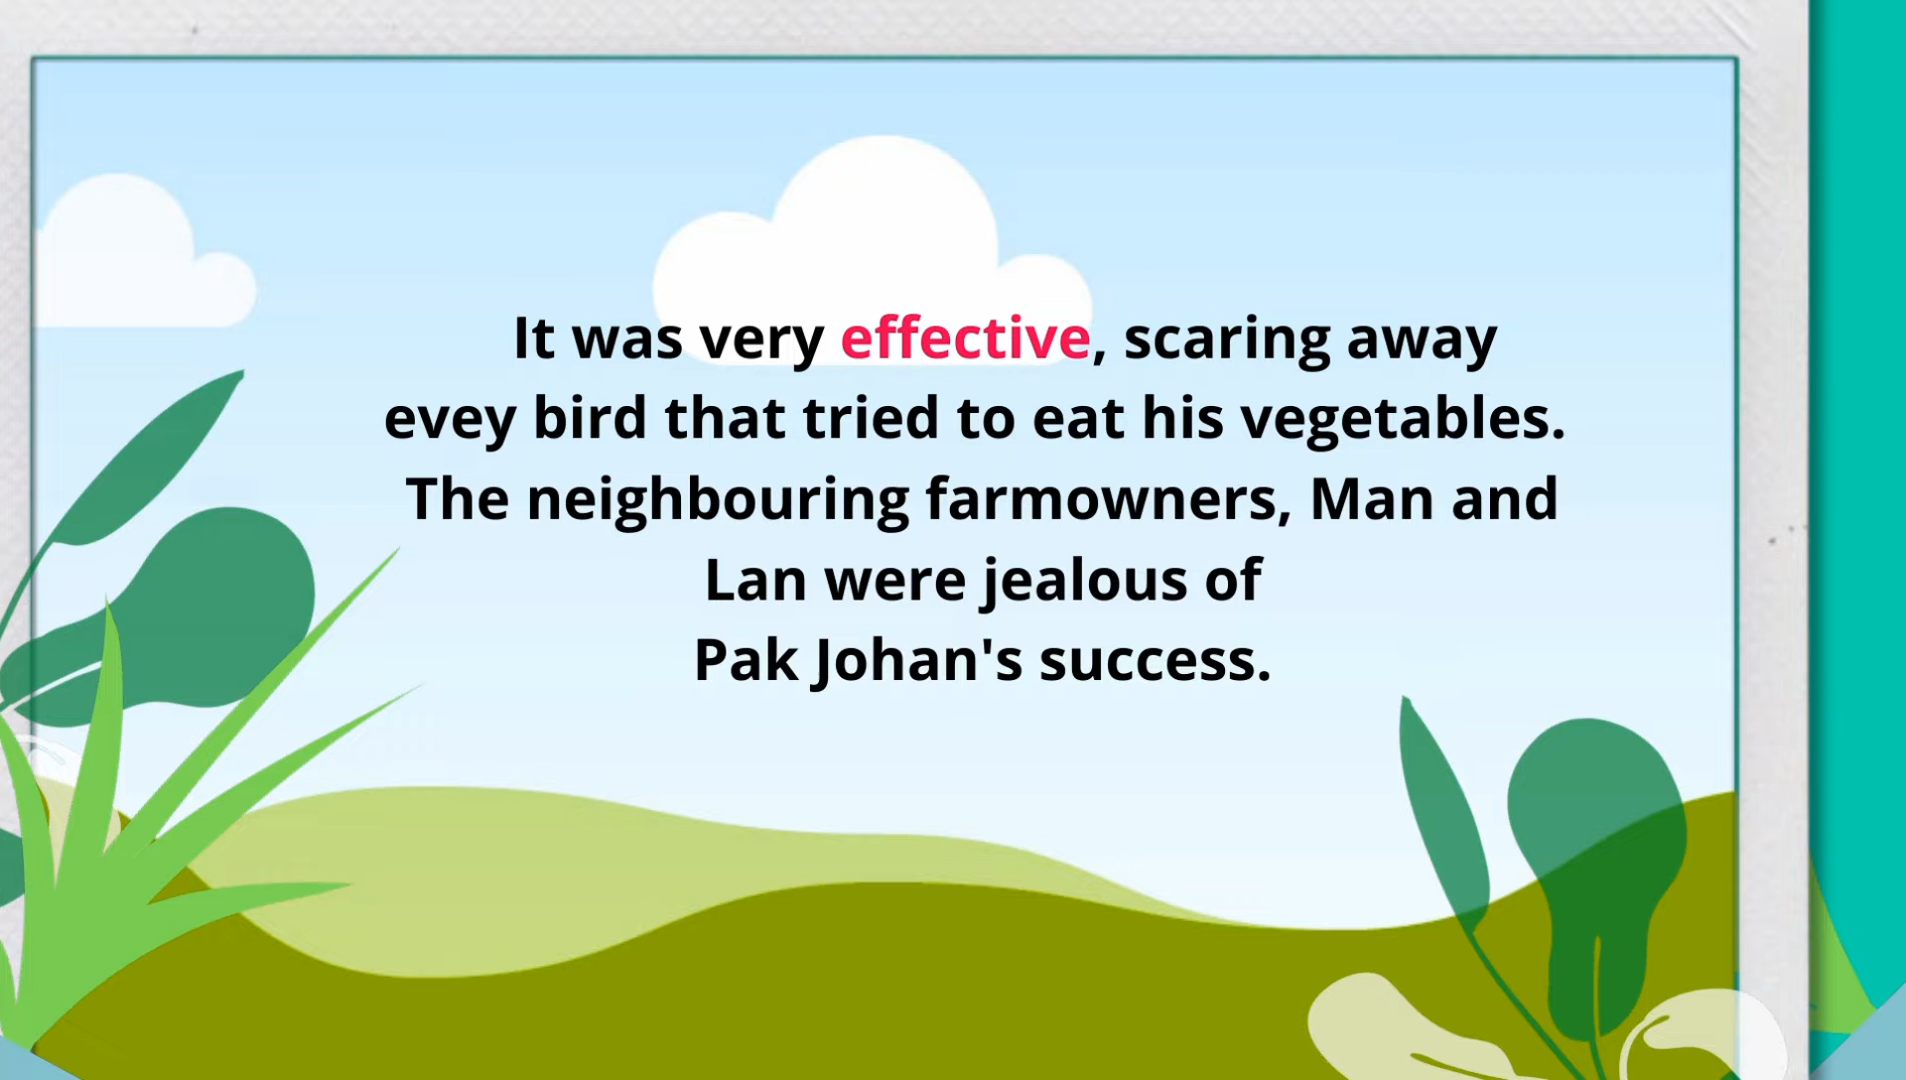 It was very effective, scaring away
evey bird that tried to eat his vegetables.
The neighbouring farmowners, Man and
Lan were jealous of
Pak Johan's success.